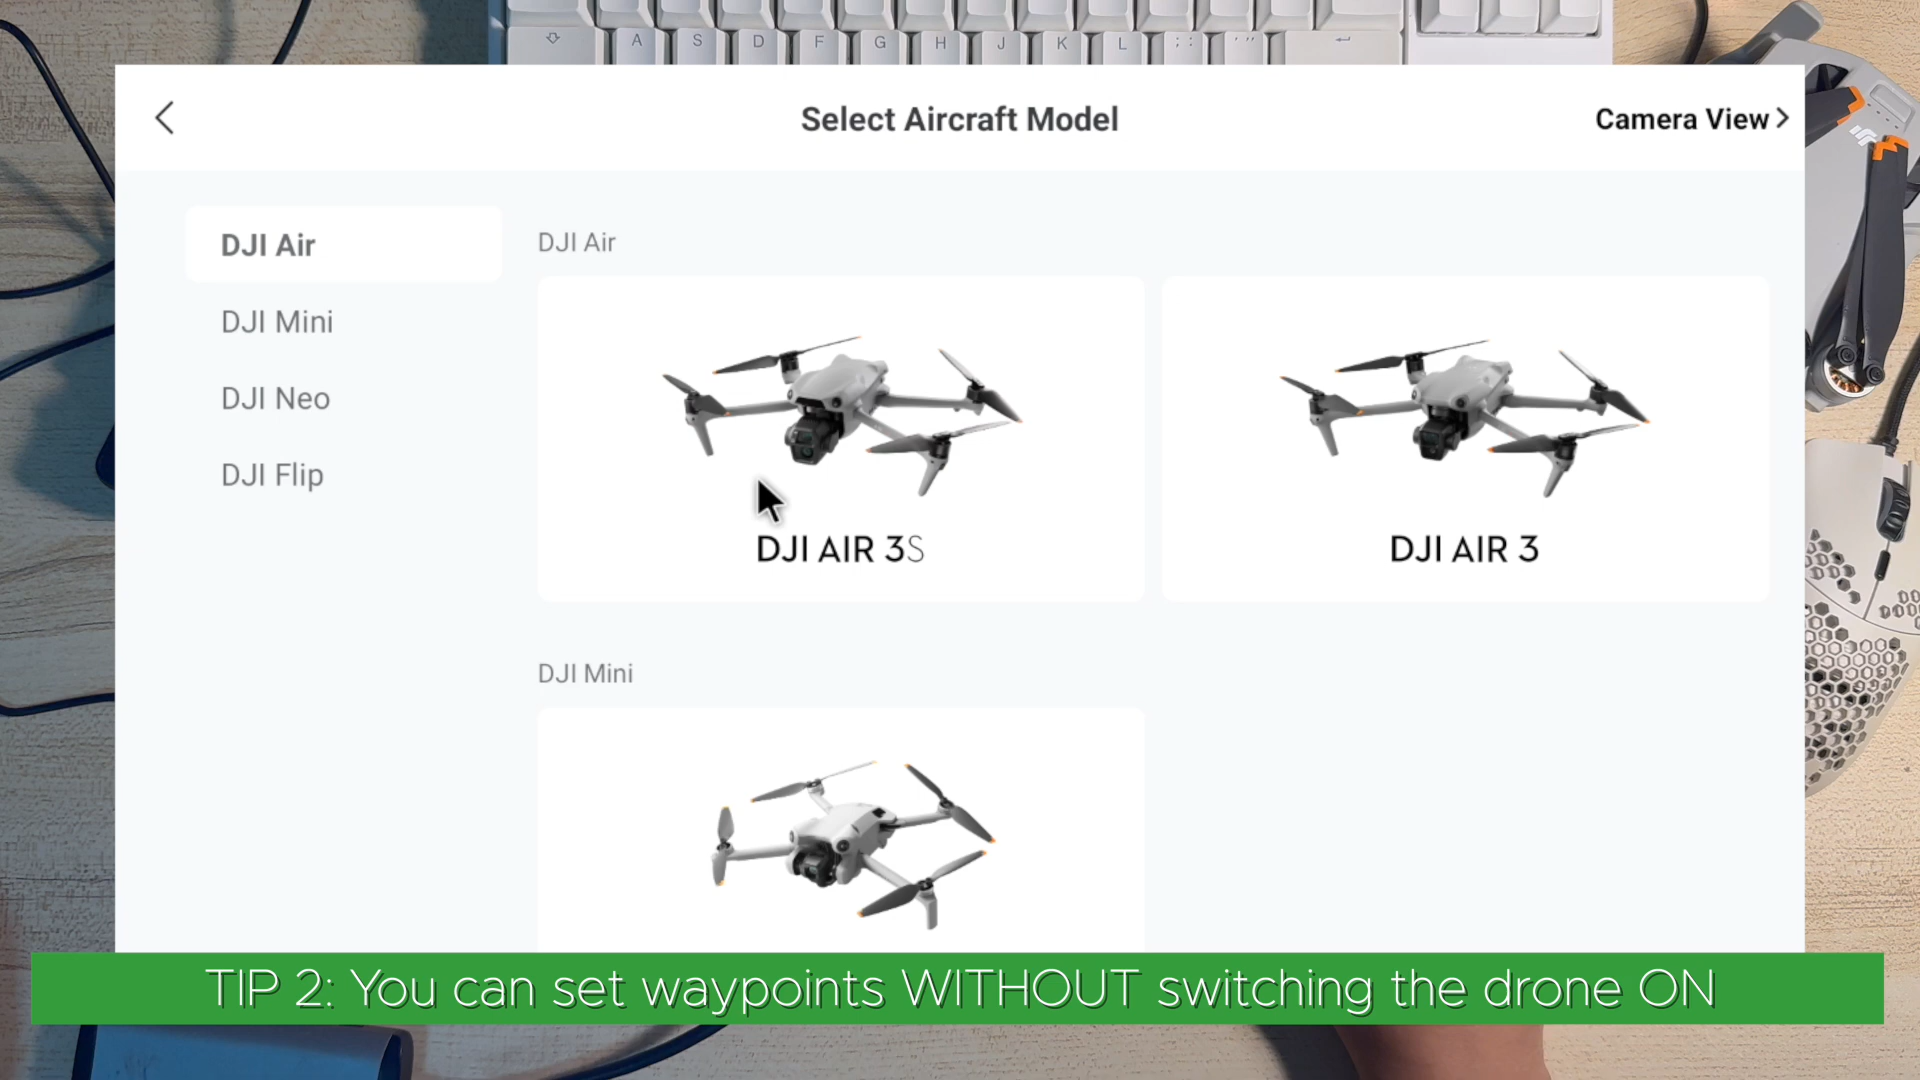 A S D F G H J K L ; : ' "
Select Aircraft Model
Camera View
DJI Air
DJI Mini
DJI Neo
DJI Flip
DJI Air
DJI AIR 3S
DJI AIR 3
DJI Mini
TIP 2: You can set waypoints WITHOUT switching the drone ON